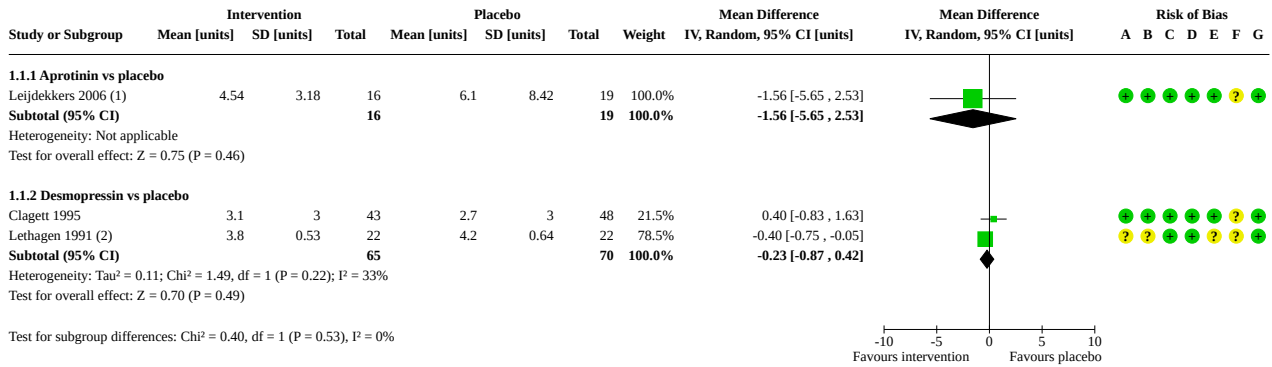 Intervention Placebo Mean Difference Mean Difference Risk of Bias
Study or Subgroup Mean [units] SD [units] Total Mean [units] SD [units] Total Weight IV, Random, 95% CI [units] IV, Random, 95% CI [units] A B C D E F G
1.1.1 Aprotinin vs placebo
Leijdekkers 2006 (1) 4.54 3.18 16 6.1 8.42 19 100.0% -1.56 [-5.65 , 2.53] + + + + + ? +
Subtotal (95% CI) 16 19 100.0% -1.56 [-5.65 , 2.53]
Heterogeneity: Not applicable
Test for overall effect: Z = 0.75 (P = 0.46)
1.1.2 Desmopressin vs placebo
Clagett 1995 3.1 3 43 2.7 3 48 21.5% 0.40 [-0.83 , 1.63] + + + + + ? +
Lethagen 1991 (2) 3.8 0.53 22 4.2 0.64 22 78.5% -0.40 [-0.75 , -0.05] ? ? + + ? ? +
Subtotal (95% CI) 65 70 100.0% -0.23 [-0.87 , 0.42]
Heterogeneity: Tau² = 0.11; Chi² = 1.49, df = 1 (P = 0.22); I² = 33%
Test for overall effect: Z = 0.70 (P = 0.49)
Test for subgroup differences: Chi² = 0.40, df = 1 (P = 0.53), I² = 0%
-10 -5 0 5 10
Favours intervention Favours placebo